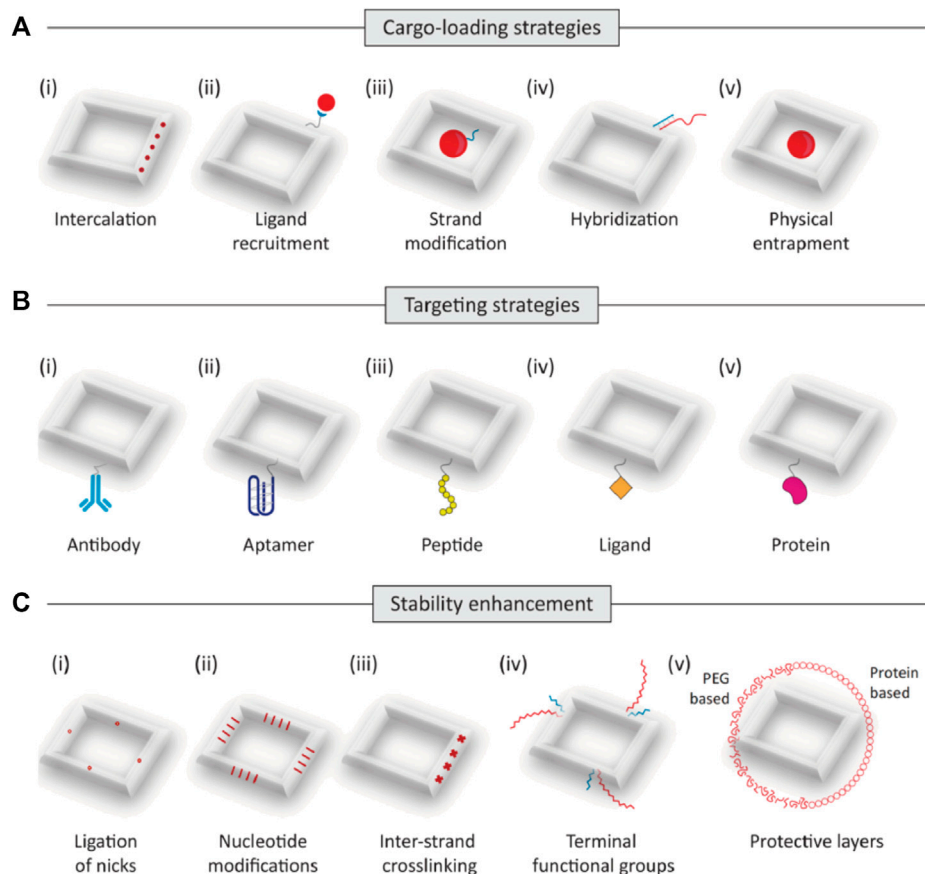 A
Cargo-loading strategies
(i)
(ii)
(iii)
(iv)
(v)
Intercalation
Ligand
recruitment
Strand
modification
Hybridization
Physical
entrapment
B
Targeting strategies
(i)
(ii)
(iii)
(iv)
(v)
Antibody
Aptamer
Peptide
Ligand
Protein
C
Stability enhancement
(i)
(ii)
(iii)
(iv)
(v)
PEG
based
Protein
based
Ligation
of nicks
Nucleotide
modifications
Inter-strand
crosslinking
Terminal
functional groups
Protective layers